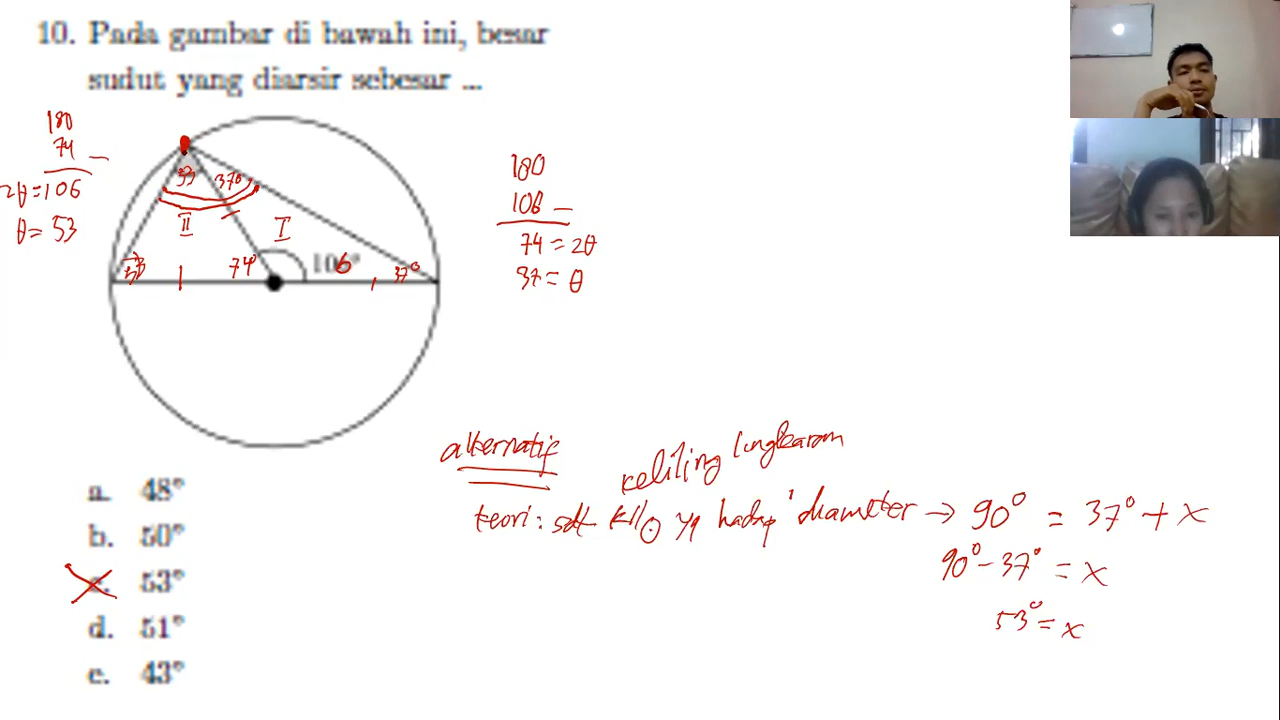 10. Pada gambar di bawah ini, besar
sudut yang diarsir sebesar ...
180
74 –
2θ = 106
θ = 53
53 37°
II I
53 74° 106° 37°
180
106 –
74 = 2θ
37 = θ
a. 48°
b. 50°
c. 53°
d. 51°
e. 43°
alternatif
keliling lingkaran
teori: sdt yg hadap diameter → 90° = 37° + x
90° – 37° = x
53° = x